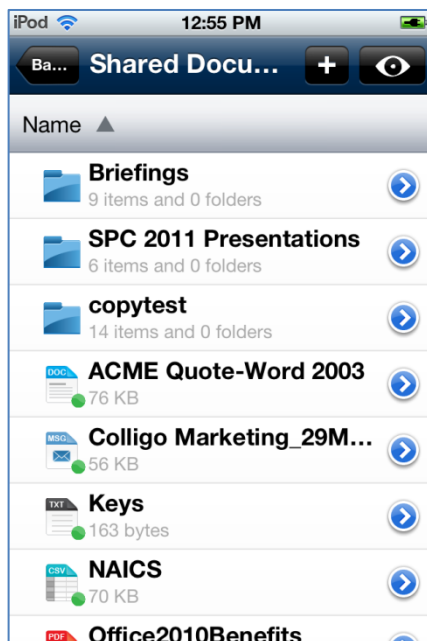 iPod 12:55 PM
Ba... Shared Docu... +
Name
Briefings
9 items and 0 folders
SPC 2011 Presentations
6 items and 0 folders
copytest
14 items and 0 folders
DOC ACME Quote-Word 2003
76 KB
MSG Colligo Marketing_29M...
56 KB
TXT Keys
163 bytes
CSV NAICS
70 KB
PDF Office2010Benefits